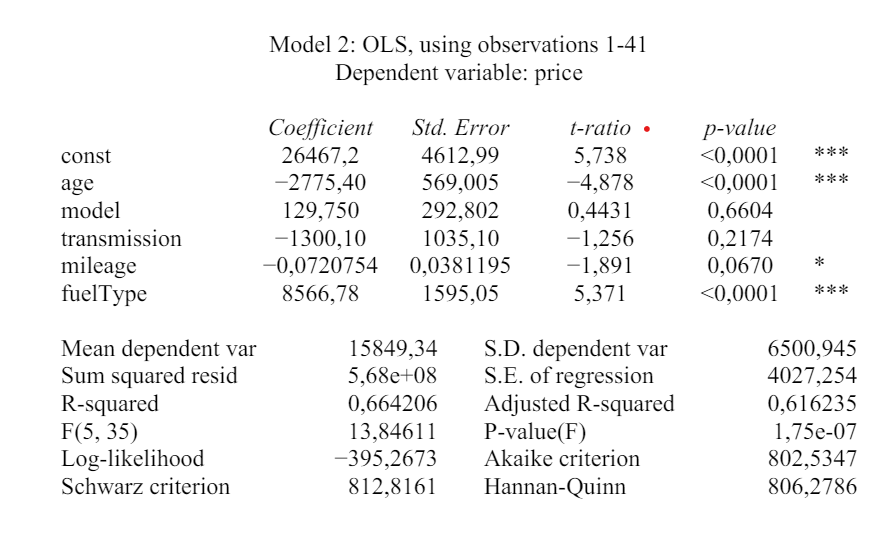 Model 2: OLS, using observations 1-41
Dependent variable: price
Coefficient Std. Error t-ratio p-value
const 26467,2 4612,99 5,738 <0,0001 ***
age −2775,40 569,005 −4,878 <0,0001 ***
model 129,750 292,802 0,4431 0,6604
transmission −1300,10 1035,10 −1,256 0,2174
mileage −0,0720754 0,0381195 −1,891 0,0670 *
fuelType 8566,78 1595,05 5,371 <0,0001 ***
Mean dependent var 15849,34 S.D. dependent var 6500,945
Sum squared resid 5,68e+08 S.E. of regression 4027,254
R-squared 0,664206 Adjusted R-squared 0,616235
F(5, 35) 13,84611 P-value(F) 1,75e-07
Log-likelihood −395,2673 Akaike criterion 802,5347
Schwarz criterion 812,8161 Hannan-Quinn 806,2786